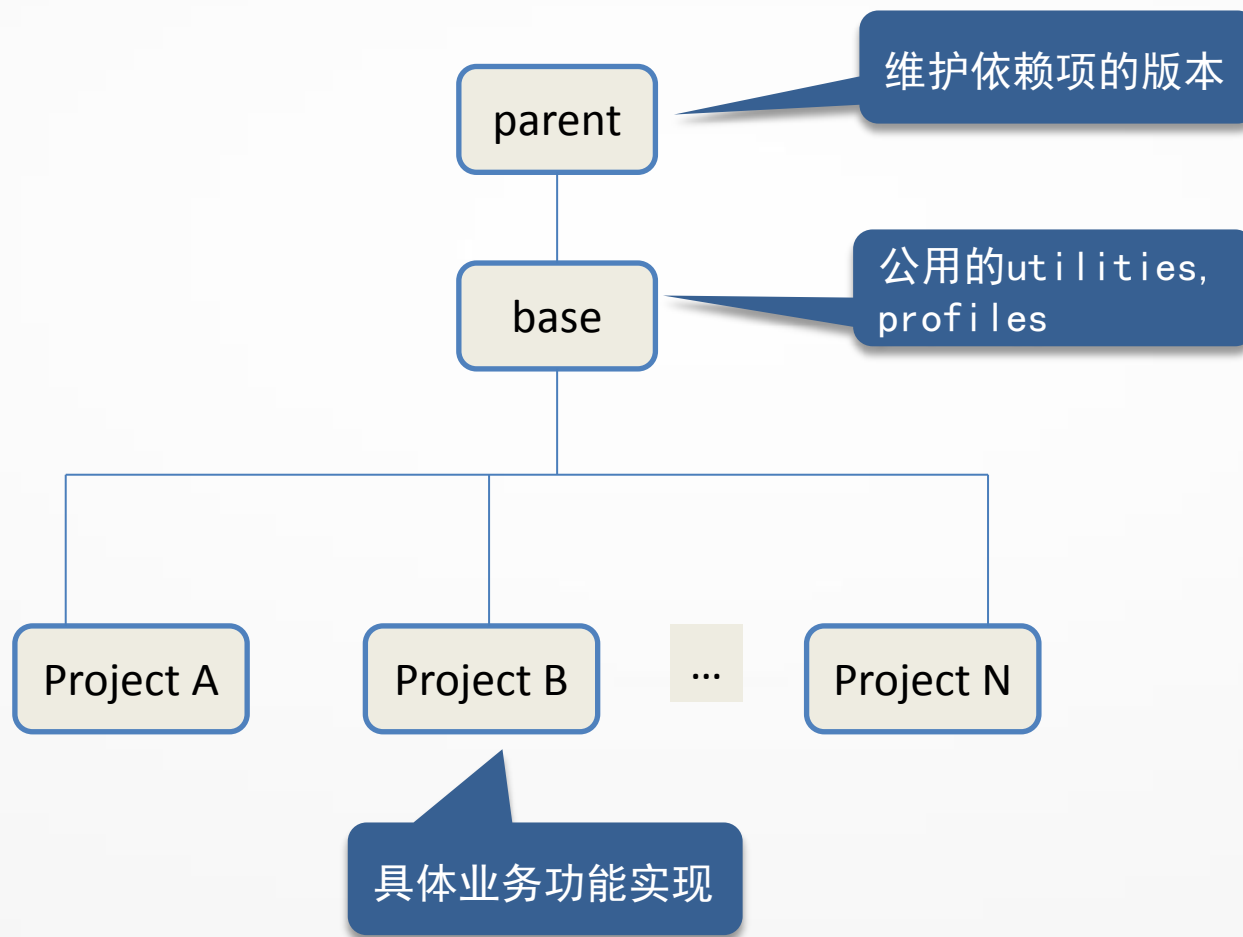 维护依赖项的版本
parent
公用的utilities,
profiles
base
Project A
Project B
...
Project N
具体业务功能实现